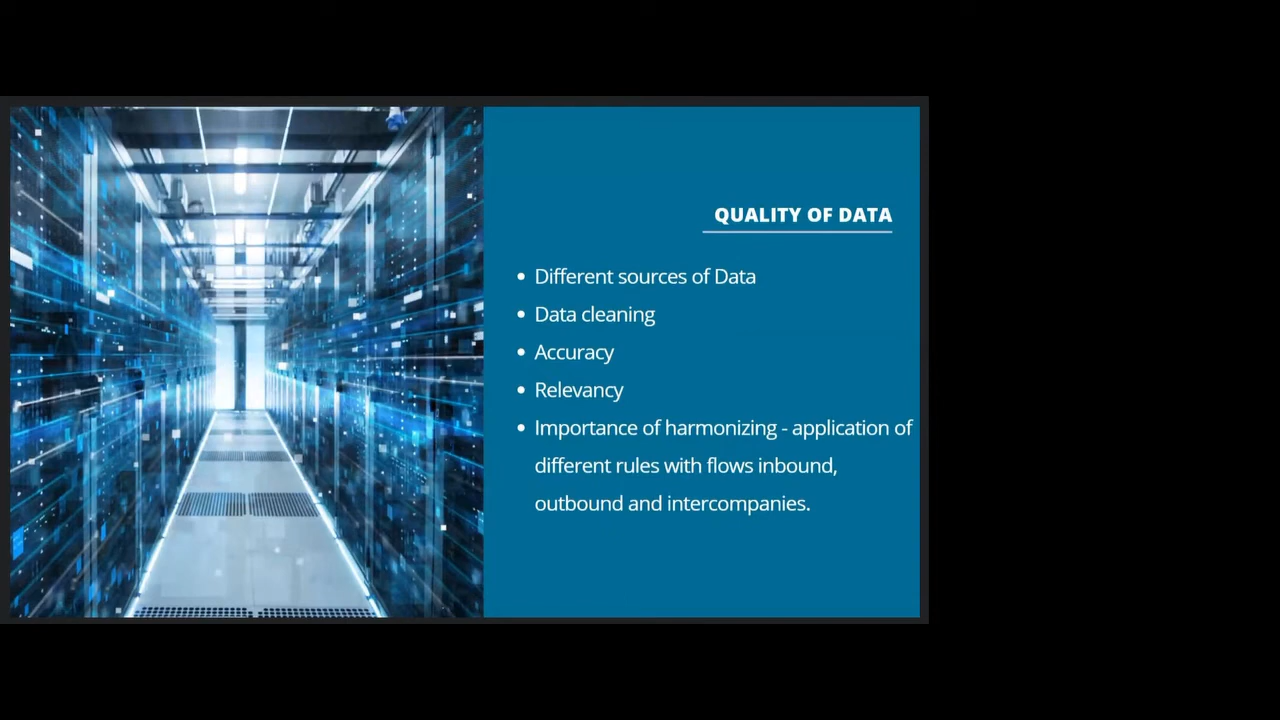 QUALITY OF DATA
• Different sources of Data
• Data cleaning
• Accuracy
• Relevancy
• Importance of harmonizing - application of
different rules with flows inbound,
outbound and intercompanies.